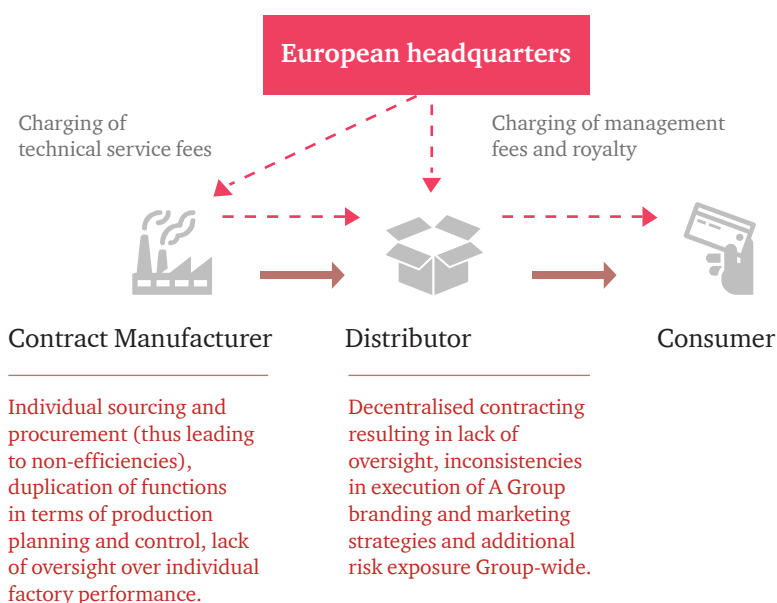 European headquarters
Charging of
technical service fees
Charging of management
fees and royalty
Contract Manufacturer
Distributor
Consumer
Individual sourcing and
procurement (thus leading
to non-efficiencies),
duplication of functions
in terms of production
planning and control, lack
of oversight over individual
factory performance.
Decentralised contracting
resulting in lack of
oversight, inconsistencies
in execution of A Group
branding and marketing
strategies and additional
risk exposure Group-wide.